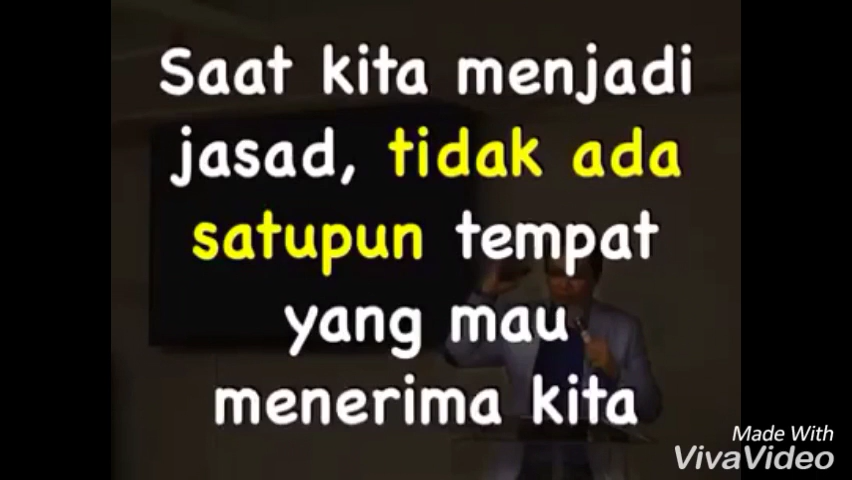 Saat kita menjadi
jasad, tidak ada
satupun tempat
yang mau
menerima kita
Made With
VivaVideo